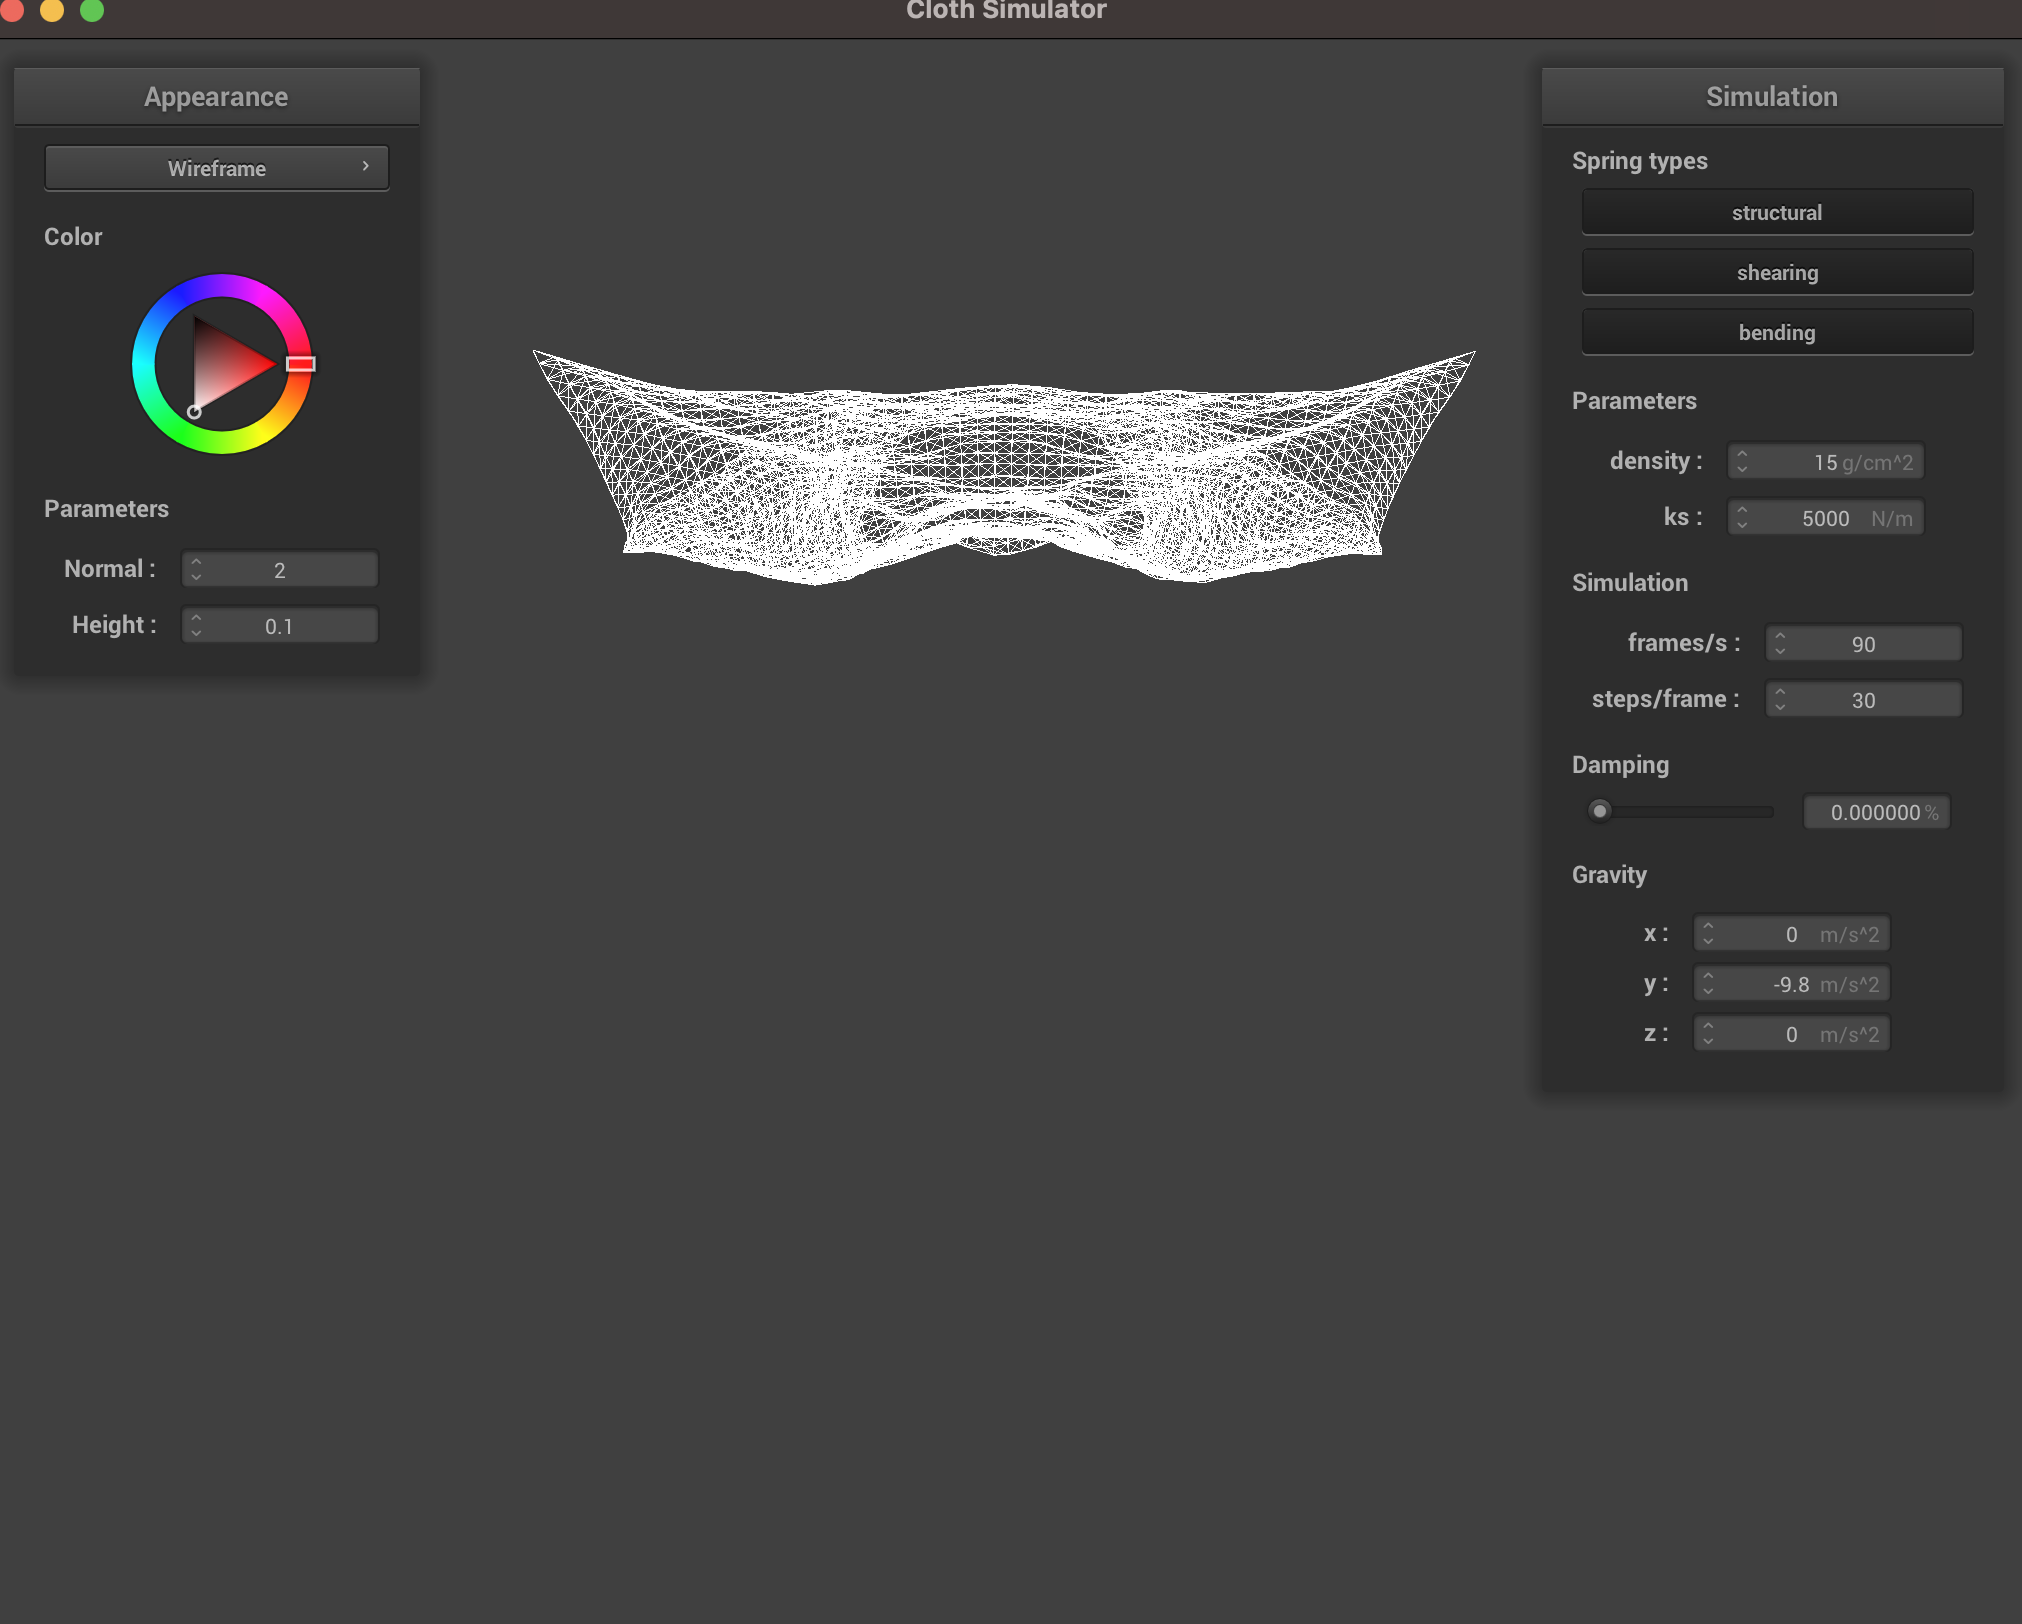 Cloth Simulator
Appearance
Wireframe
Color
Parameters
Normal : 2
Height : 0.1
Simulation
Spring types
structural
shearing
bending
Parameters
density : 15 g/cm^2
ks : 5000 N/m
Simulation
frames/s : 90
steps/frame : 30
Damping
0.000000 %
Gravity
x : 0 m/s^2
y : -9.8 m/s^2
z : 0 m/s^2